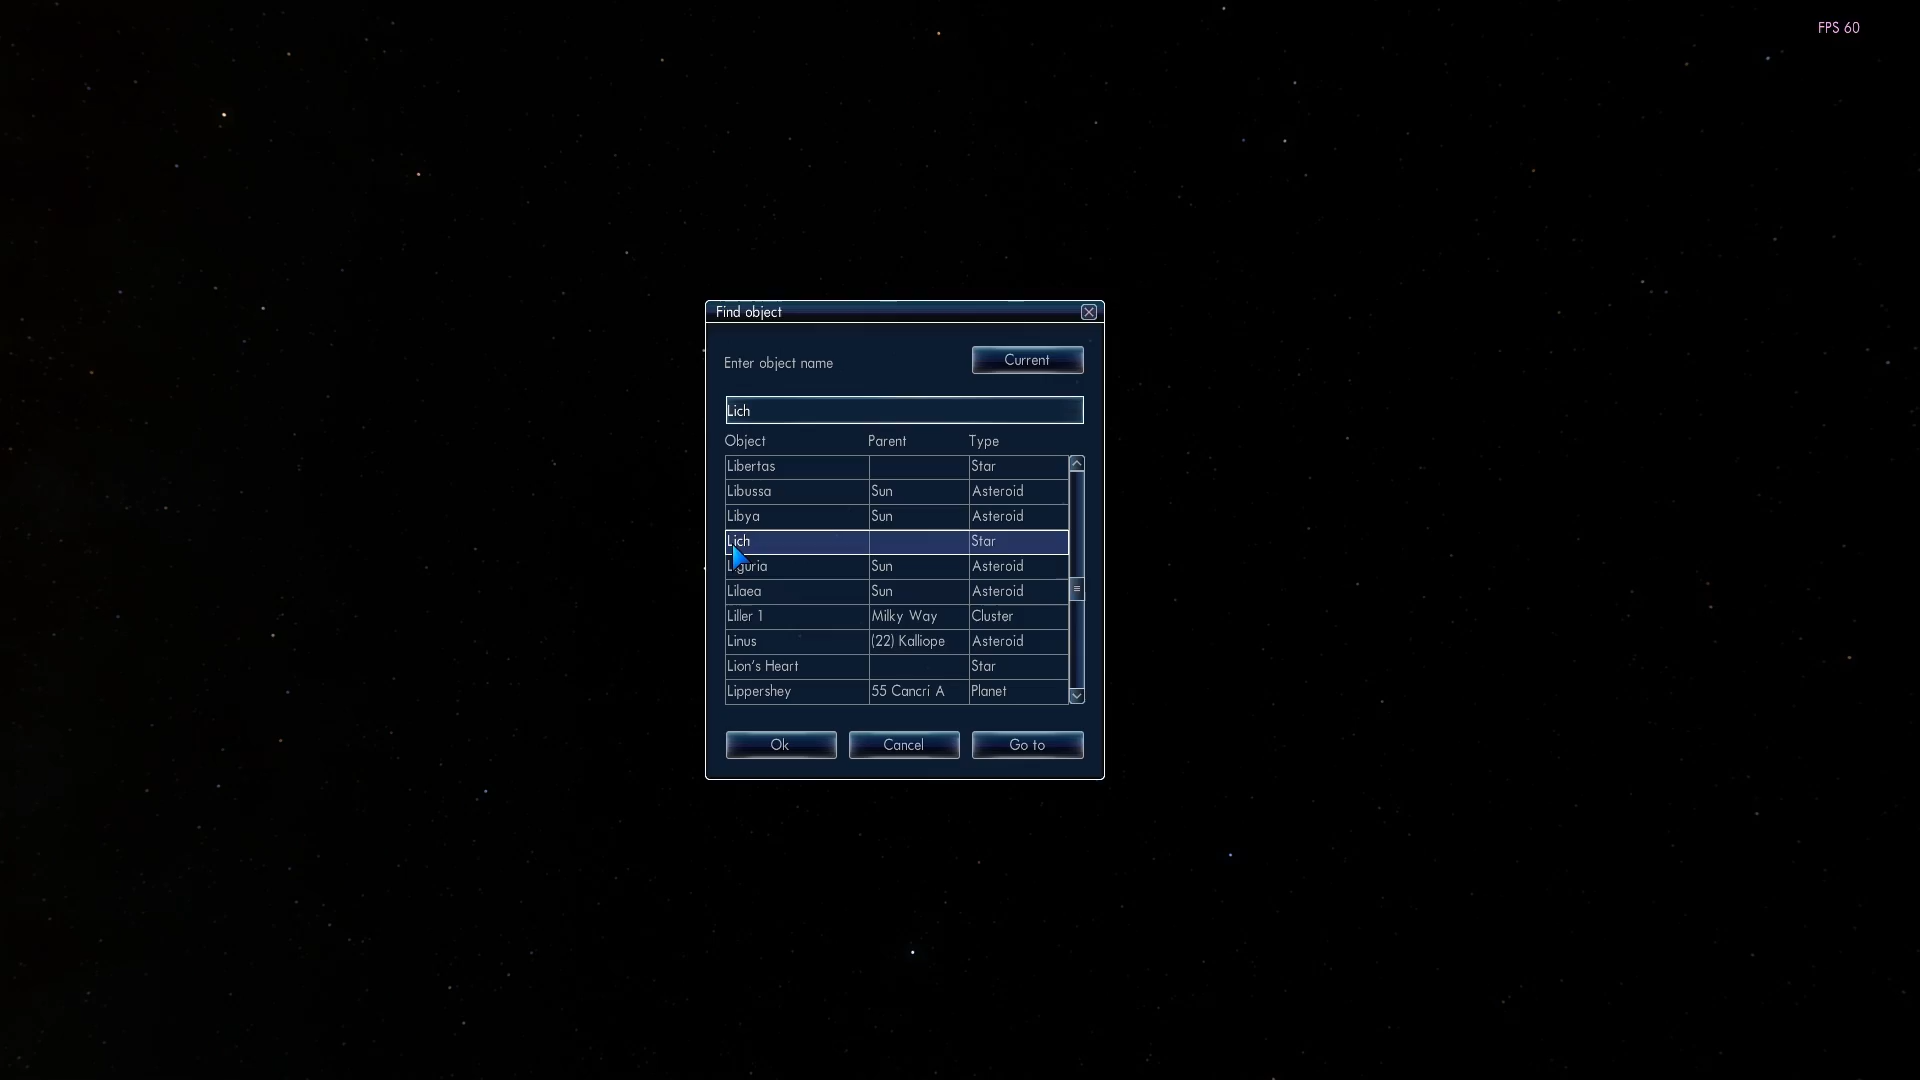 FPS 60
Find object
Enter object name
Current
Lich
Object Parent Type
Libertas Star
Libussa Sun Asteroid
Libya Sun Asteroid
Lich Star
Liguria Sun Asteroid
Lilaea Sun Asteroid
Liller 1 Milky Way Cluster
Linus (22) Kalliope Asteroid
Lion's Heart Star
Lippershey 55 Cancri A Planet
Ok Cancel Go to